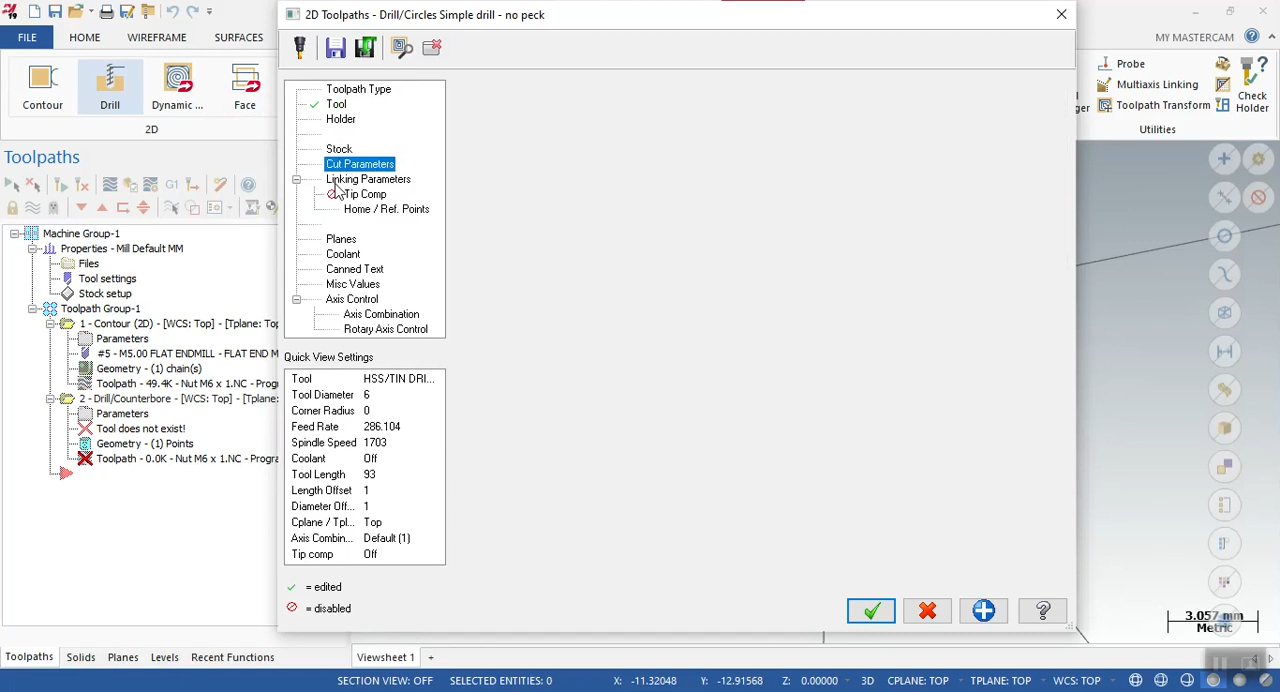 19
2D Toolpaths - Drill/Circles Simple drill - no peck
FILE
HOME
WIREFRAME
SURFACES
MY MASTERCAM
Contour
Drill
Dynamic ...
Face
2D
Probe
Multiaxis Linking
Toolpath Transform
Check
Holder
Utilities
Toolpaths
G1
Machine Group-1
Properties - Mill Default MM
Files
Tool settings
Stock setup
Toolpath Group-1
1 - Contour (2D) - [WCS: Top] - [Tplane: Top
Parameters
#5 - M5.00 FLAT ENDMILL - FLAT END M
Geometry - (1) chain(s)
Toolpath - 49.4K - Nut M6 x 1.NC - Progr
2 - Drill/Counterbore - [WCS: Top] - [Tplane:
Parameters
Tool does not exist!
Geometry - (1) Points
Toolpath - 0.0K - Nut M6 x 1.NC - Progra
Toolpath Type
Tool
Holder
Stock
Cut Parameters
Linking Parameters
Tip Comp
Home / Ref. Points
Planes
Coolant
Canned Text
Misc Values
Axis Control
Axis Combination
Rotary Axis Control
Quick View Settings
Tool HSS/TIN DRI...
Tool Diameter 6
Corner Radius 0
Feed Rate 286.104
Spindle Speed 1703
Coolant Off
Tool Length 93
Length Offset 1
Diameter Off... 1
Cplane / Tpl... Top
Axis Combin... Default (1)
Tip comp Off
= edited
= disabled
3.057 mm
Metric
Toolpaths
Solids
Planes
Levels
Recent Functions
Viewsheet 1
+
SECTION VIEW: OFF
SELECTED ENTITIES: 0
X: -11.32048
Y: -12.91568
Z: 0.00000
3D
CPLANE: TOP
TPLANE: TOP
WCS: TOP